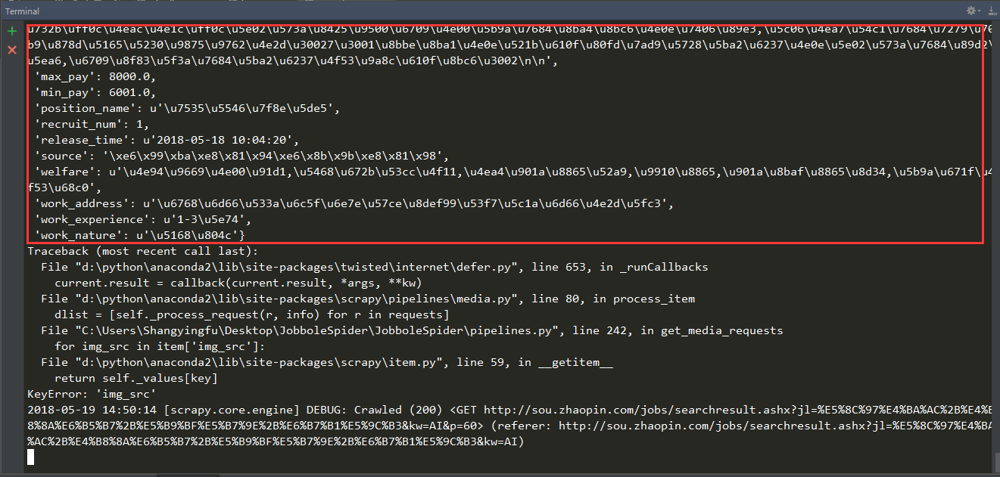 Terminal
u732b\uff0c\u4eac\u4e1c\uff0c\u5e02\u573a\u8425\u9500\u6709\u4e00\u5b9a\u7684\u8ba4\u8bc6\u4e0e\u7406\u89e3,\u5c06\u4ea7\u54c1\u7684\u7279\u70
b9\u878d\u5165\u5230\u9875\u9762\u4e2d\u30027\u3001\u8bbe\u8ba1\u4e0e\u521b\u610f\u80fd\u7ad9\u5728\u5ba2\u6237\u4e0e\u5e02\u573a\u7684\u89d2\
u5ea6,\u6709\u8f83\u5f3a\u7684\u5ba2\u6237\u4f53\u9a8c\u610f\u8bc6\u3002\n\n',
'max_pay': 8000.0,
'min_pay': 6001.0,
'position_name': u'\u7535\u5546\u7f8e\u5de5',
'recruit_num': 1,
'release_time': u'2018-05-18 10:04:20',
'source': '\xe6\x99\xba\xe8\x81\x94\xe6\x8b\x9b\xe8\x81\x98',
'welfare': u'\u4e94\u9669\u4e00\u91d1,\u5468\u672b\u53cc\u4f11,\u4ea4\u901a\u8865\u52a9,\u9910\u8865,\u901a\u8baf\u8865\u8d34,\u5b9a\u671f\u4
f53\u68c0',
'work_address': u'\u6768\u6d66\u533a\u6c5f\u6e7e\u57ce\u8def99\u53f7\u5c1a\u6d66\u4e2d\u5fc3',
'work_experience': u'1-3\u5e74',
'work_nature': u'\u5168\u804c'}
Traceback (most recent call last):
File "d:\python\anaconda2\lib\site-packages\twisted\internet\defer.py", line 653, in _runCallbacks
current.result = callback(current.result, *args, **kw)
File "d:\python\anaconda2\lib\site-packages\scrapy\pipelines\media.py", line 80, in process_item
dlist = [self._process_request(r, info) for r in requests]
File "C:\Users\Shangyingfu\Desktop\JobboleSpider\JobboleSpider\pipelines.py", line 242, in get_media_requests
for img_src in item['img_src']:
File "d:\python\anaconda2\lib\site-packages\scrapy\item.py", line 59, in __getitem__
return self._values[key]
KeyError: 'img_src'
2018-05-19 14:50:14 [scrapy.core.engine] DEBUG: Crawled (200) <GET http://sou.zhaopin.com/jobs/searchresult.ashx?jl=%E5%8C%97%E4%BA%AC%2B%E4%B
8%8A%E6%B5%B7%2B%E5%B9%BF%E5%B7%9E%2B%E6%B7%B1%E5%9C%B3&kw=AI&p=60> (referer: http://sou.zhaopin.com/jobs/searchresult.ashx?jl=%E5%8C%97%E4%BA
%AC%2B%E4%B8%8A%E6%B5%B7%2B%E5%B9%BF%E5%B7%9E%2B%E6%B7%B1%E5%9C%B3&kw=AI)